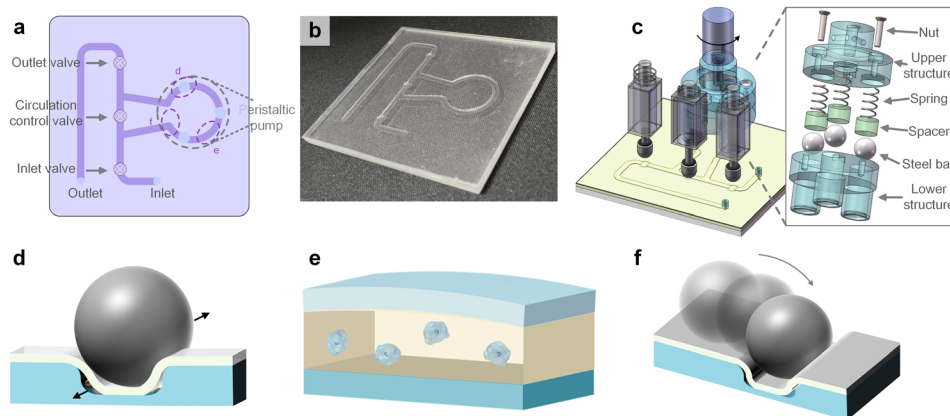 a
Outlet valve
d
Circulation
control valve
Peristaltic
pump
f
e
Inlet valve
Outlet
Inlet
b
c
Nut
Upper
structure
Spring
Spacer
Steel ba
Lower
structure
d
e
f